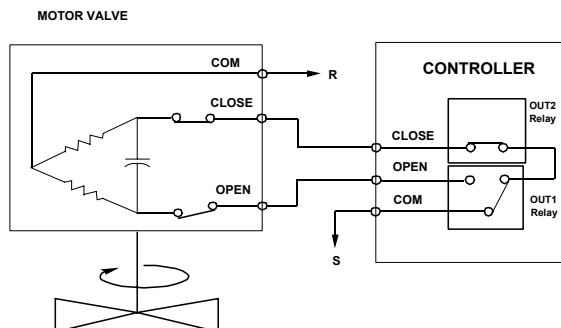 MOTOR VALVE
COM
R
CLOSE
OPEN
CONTROLLER
OUT2
Relay
CLOSE
OPEN
COM
OUT1
Relay
S